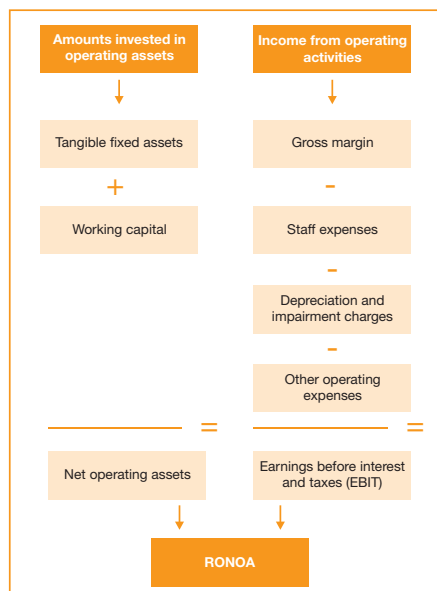 Amounts invested in
operating assets
Income from operating
activities
Tangible fixed assets
Gross margin
+
-
Working capital
Staff expenses
-
Depreciation and
impairment charges
-
Other operating
expenses
=
=
Net operating assets
Earnings before interest
and taxes (EBIT)
RONOA